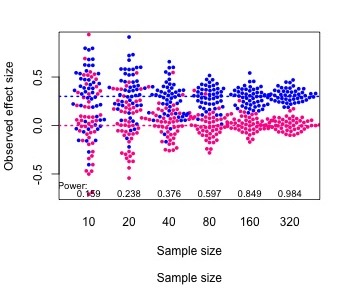 Observed effect size
0.5
0.0
-0.5
Power:
0.159 0.238 0.376 0.597 0.849 0.984
10 20 40 80 160 320
Sample size
Sample size